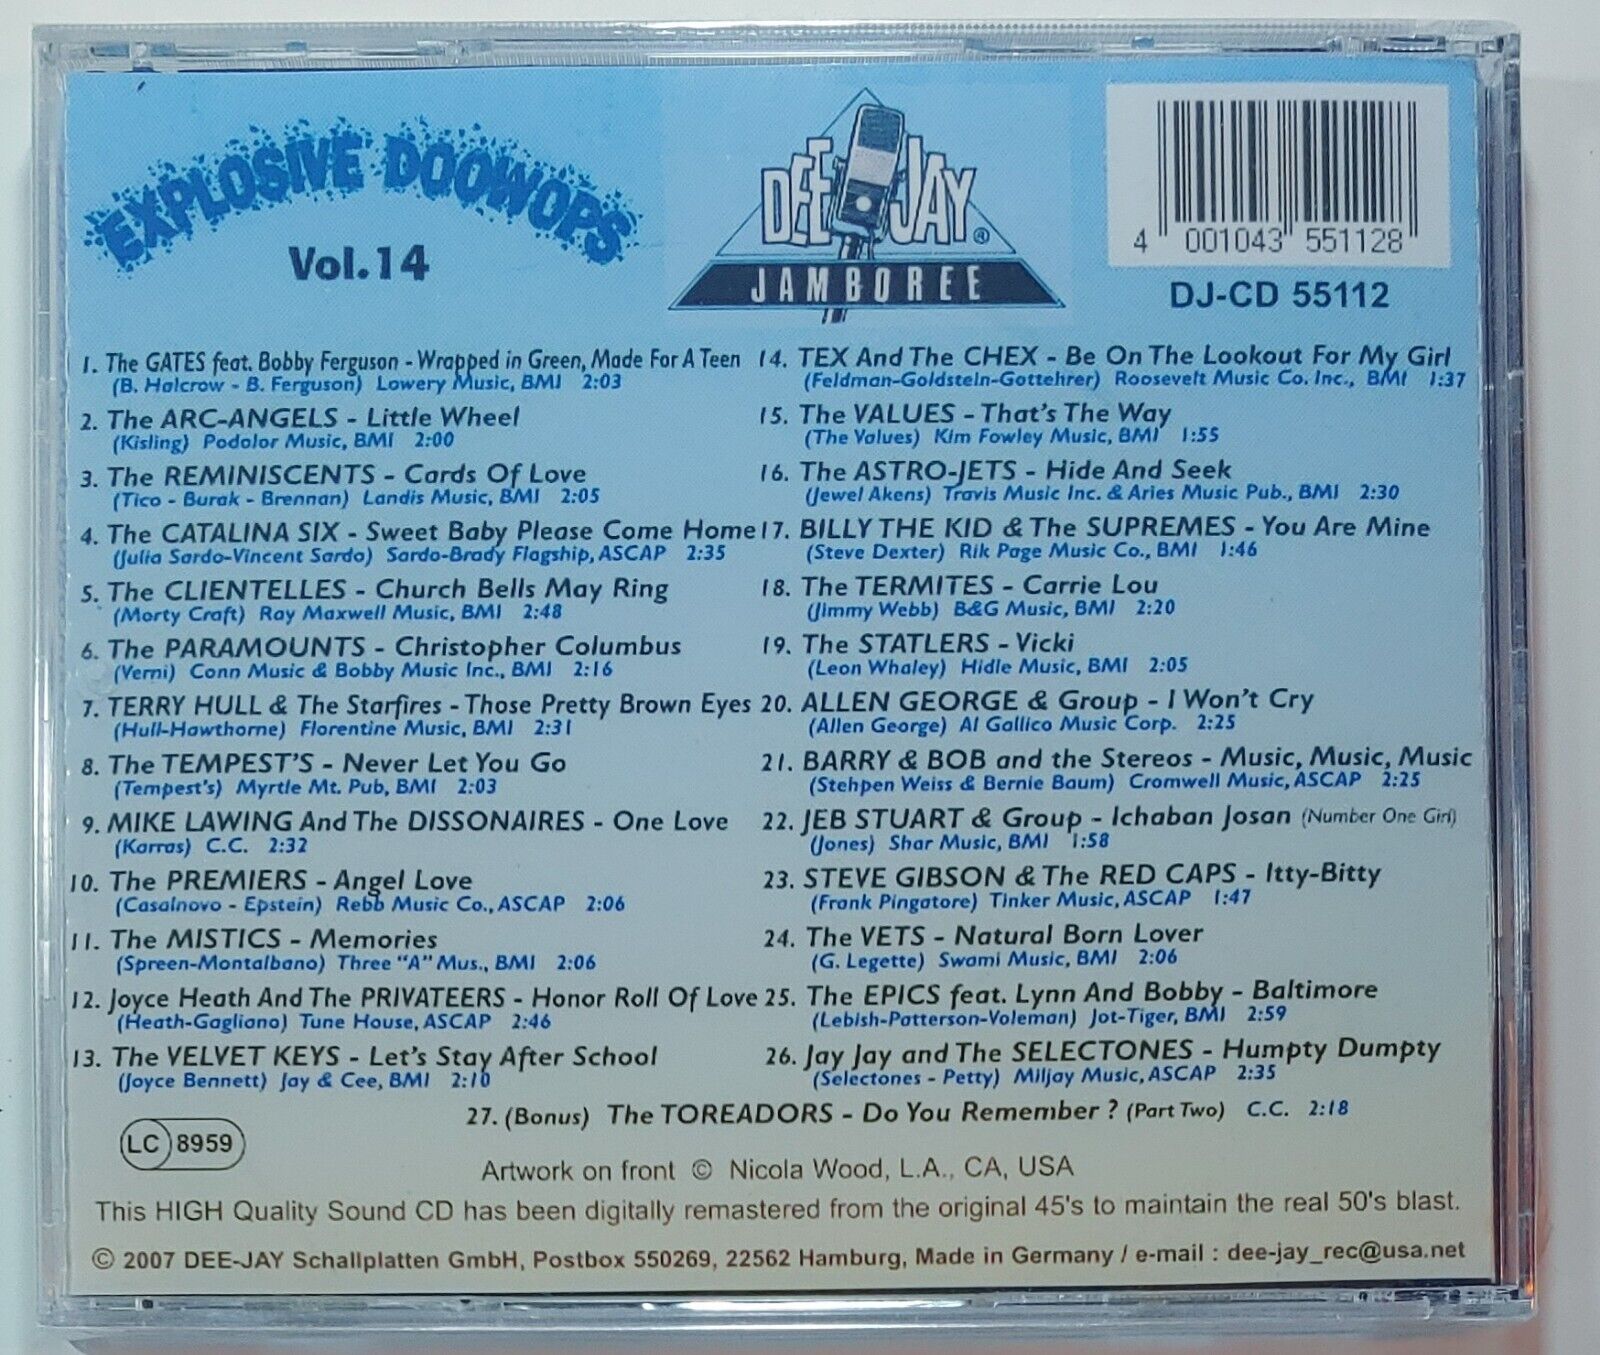 EXPLOSIVE DOOWOPS
Vol.14
DEE JAY®
JAMBOREE
4 001043 551128
DJ-CD 55112
1. The GATES feat. Bobby Ferguson - Wrapped in Green, Made For A Teen
(B. Halcrow - B. Ferguson) Lowery Music, BMI 2:03
2. The ARC-ANGELS - Little Wheel
(Kisling) Podolor Music, BMI 2:00
3. The REMINISCENTS - Cards Of Love
(Tico - Burak - Brennan) Landis Music, BMI 2:05
4. The CATALINA SIX - Sweet Baby Please Come Home
(Julia Sardo-Vincent Sardo) Sardo-Brady Flagship, ASCAP 2:35
5. The CLIENTELLES - Church Bells May Ring
(Morty Craft) Ray Maxwell Music, BMI 2:48
6. The PARAMOUNTS - Christopher Columbus
(Verni) Conn Music & Bobby Music Inc., BMI 2:16
7. TERRY HULL & The Starfires - Those Pretty Brown Eyes
(Hull-Hawthorne) Florentine Music, BMI 2:31
8. The TEMPEST'S - Never Let You Go
(Tempest's) Myrtle Mt. Pub, BMI 2:03
9. MIKE LAWING And The DISSONAIRES - One Love
(Karras) C.C. 2:32
10. The PREMIERS - Angel Love
(Casalnovo - Epstein) Rebb Music Co., ASCAP 2:06
11. The MISTICS - Memories
(Spreen-Montalbano) Three "A" Mus., BMI 2:06
12. Joyce Heath And The PRIVATEERS - Honor Roll Of Love
(Heath-Gagliano) Tune House, ASCAP 2:46
13. The VELVET KEYS - Let's Stay After School
(Joyce Bennett) Jay & Cee, BMI 2:10
14. TEX And The CHEX - Be On The Lookout For My Girl
(Feldman-Goldstein-Gottehrer) Roosevelt Music Co. Inc., BMI 1:37
15. The VALUES - That's The Way
(The Values) Kim Fowley Music, BMI 1:55
16. The ASTRO-JETS - Hide And Seek
(Jewel Akens) Travis Music Inc. & Aries Music Pub., BMI 2:30
17. BILLY THE KID & The SUPREMES - You Are Mine
(Steve Dexter) Rik Page Music Co., BMI 1:46
18. The TERMITES - Carrie Lou
(Jimmy Webb) B&G Music, BMI 2:20
19. The STATLERS - Vicki
(Leon Whaley) Hidle Music, BMI 2:05
20. ALLEN GEORGE & Group - I Won't Cry
(Allen George) Al Gallico Music Corp. 2:25
21. BARRY & BOB and the Stereos - Music, Music, Music
(Stehpen Weiss & Bernie Baum) Cromwell Music, ASCAP 2:25
22. JEB STUART & Group - Ichaban Josan (Number One Girl)
(Jones) Shar Music, BMI 1:58
23. STEVE GIBSON & The RED CAPS - Itty-Bitty
(Frank Pingatore) Tinker Music, ASCAP 1:47
24. The VETS - Natural Born Lover
(G. Legette) Swami Music, BMI 2:06
25. The EPICS feat. Lynn And Bobby - Baltimore
(Lebish-Patterson-Voleman) Jot-Tiger, BMI 2:59
26. Jay Jay and The SELECTONES - Humpty Dumpty
(Selectones - Petty) Miljay Music, ASCAP 2:35
27. (Bonus) The TOREADORS - Do You Remember ? (Part Two) C.C. 2:18
LC 8959
Artwork on front © Nicola Wood, L.A., CA, USA
This HIGH Quality Sound CD has been digitally remastered from the original 45's to maintain the real 50's blast.
© 2007 DEE-JAY Schallplatten GmbH, Postbox 550269, 22562 Hamburg, Made in Germany / e-mail : dee-jay_rec@usa.net